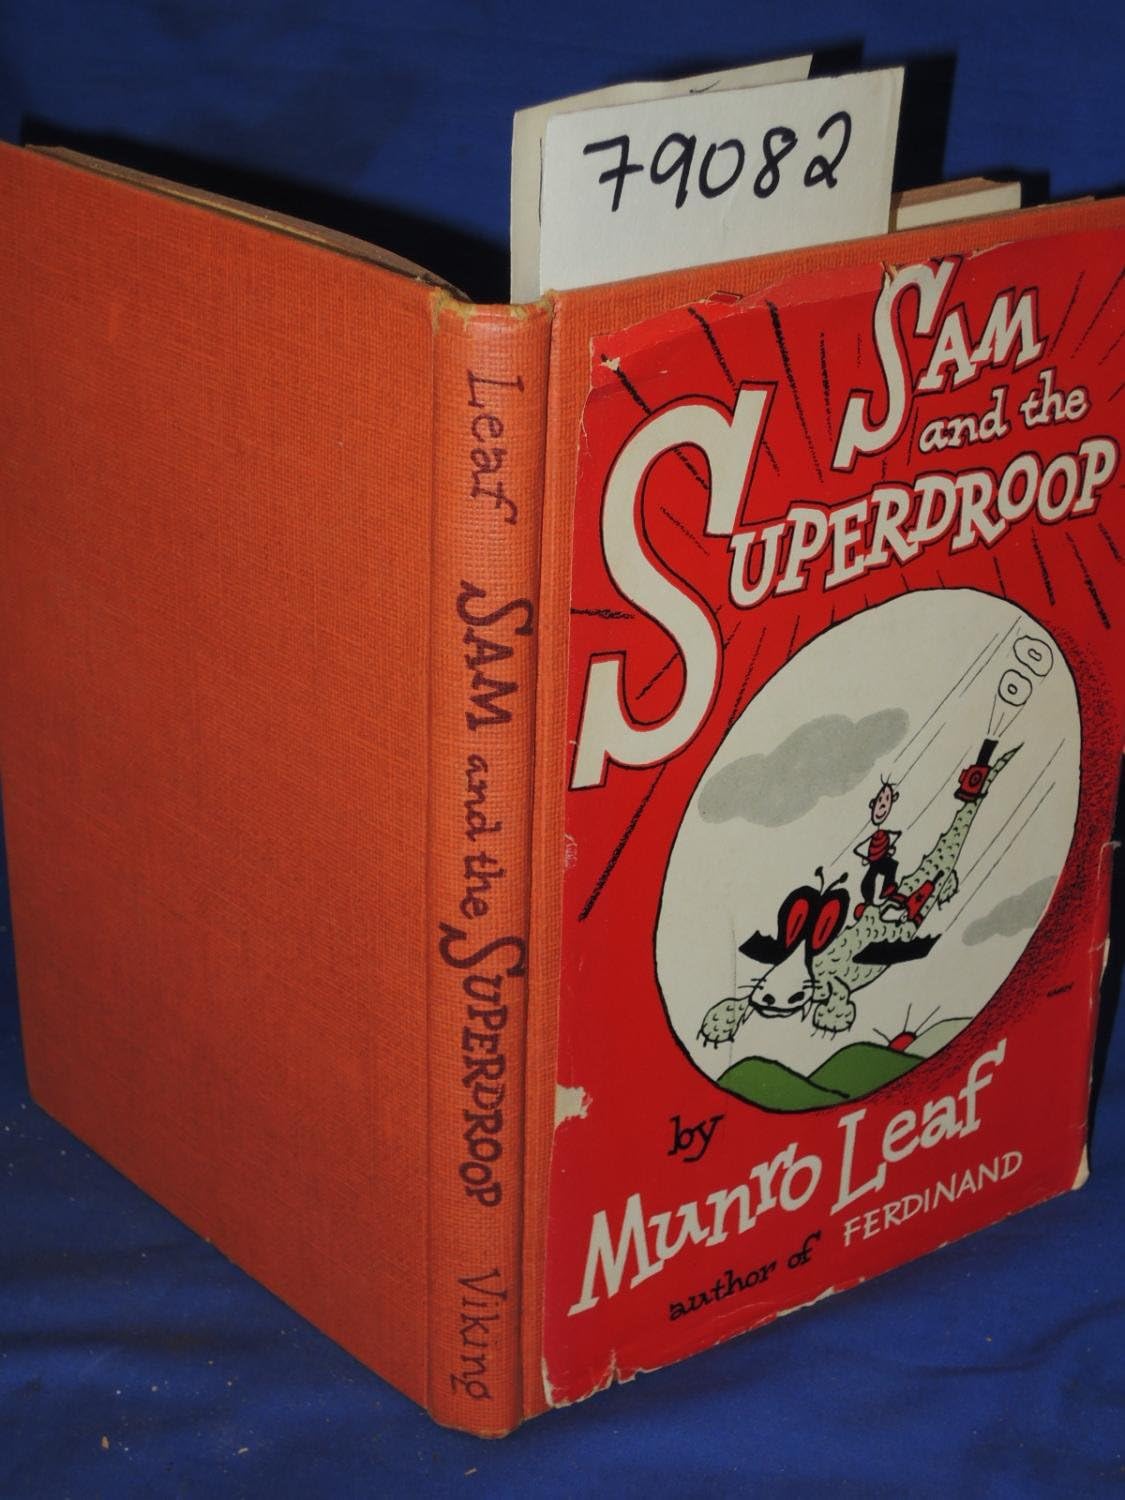 79082
Leaf SAM and the SUPERDROOP Viking
SAM
and the
SUPERDROOP
by
Munro Leaf
author of FERDINAND